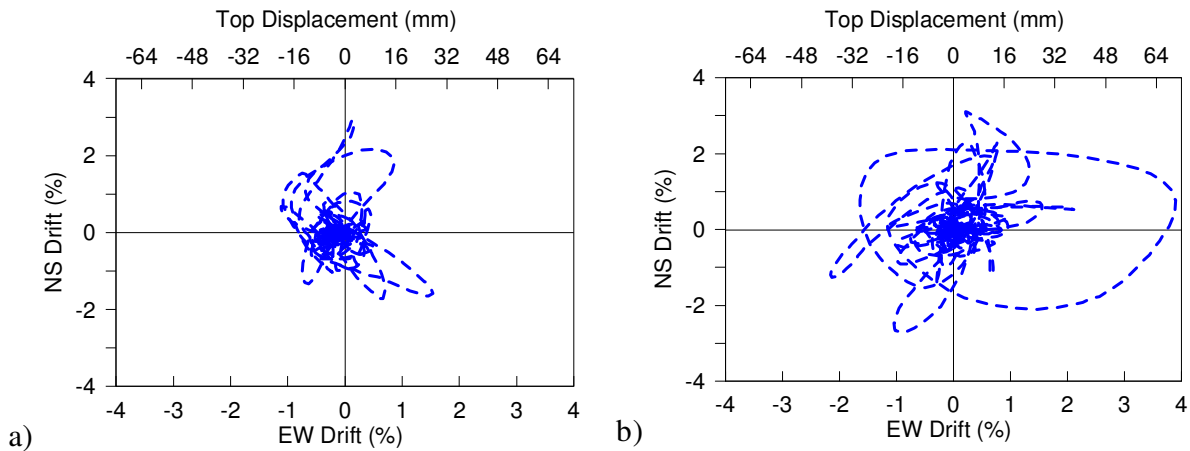 Top Displacement (mm)
-64 -48 -32 -16 0 16 32 48 64
4
2
0
-2
-4
NS Drift (%)
-4 -3 -2 -1 0 1 2 3 4
EW Drift (%)
a)
Top Displacement (mm)
-64 -48 -32 -16 0 16 32 48 64
4
2
0
-2
-4
NS Drift (%)
-4 -3 -2 -1 0 1 2 3 4
EW Drift (%)
b)